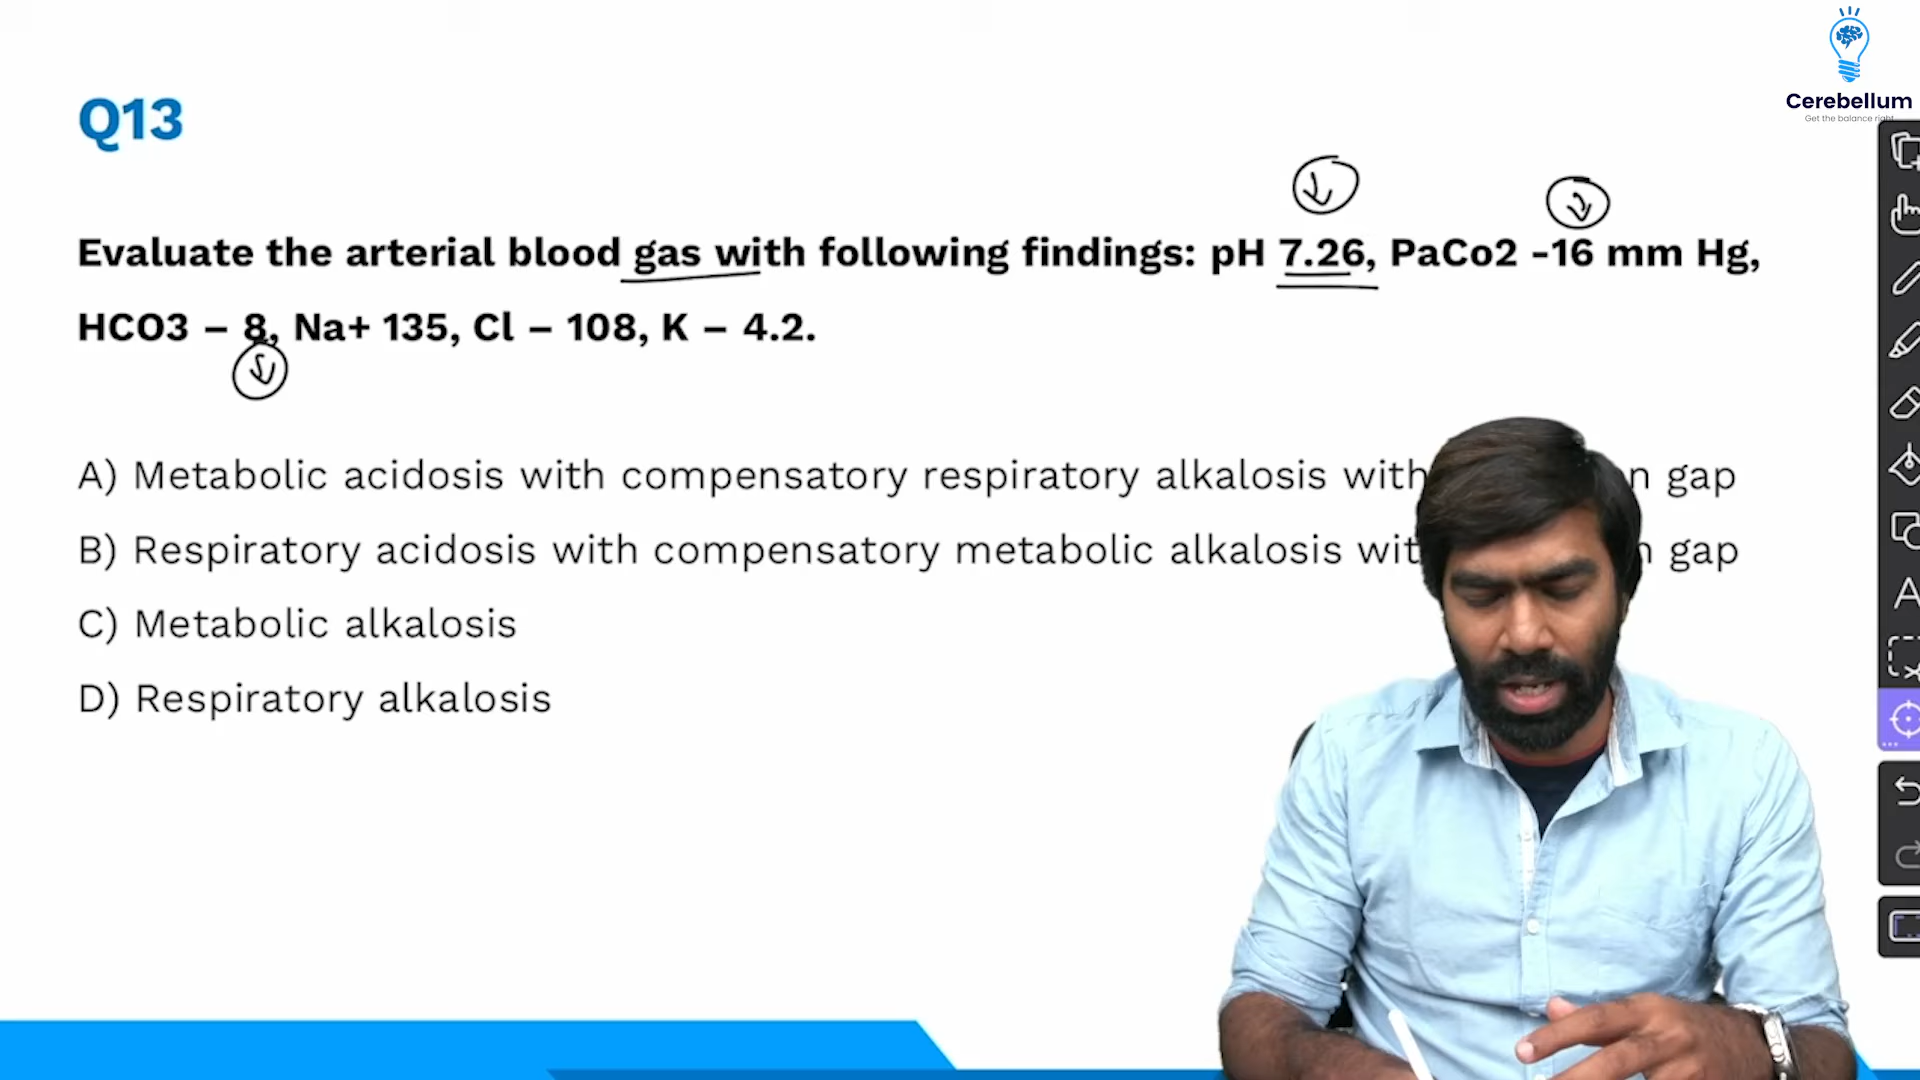 Cerebellum
Get the balance right
Q13
Evaluate the arterial blood gas with following findings: pH 7.26, PaCo2 -16 mm Hg,
HCO3 – 8, Na+ 135, Cl – 108, K – 4.2.
A) Metabolic acidosis with compensatory respiratory alkalosis with gap
B) Respiratory acidosis with compensatory metabolic alkalosis gap
C) Metabolic alkalosis
D) Respiratory alkalosis
A